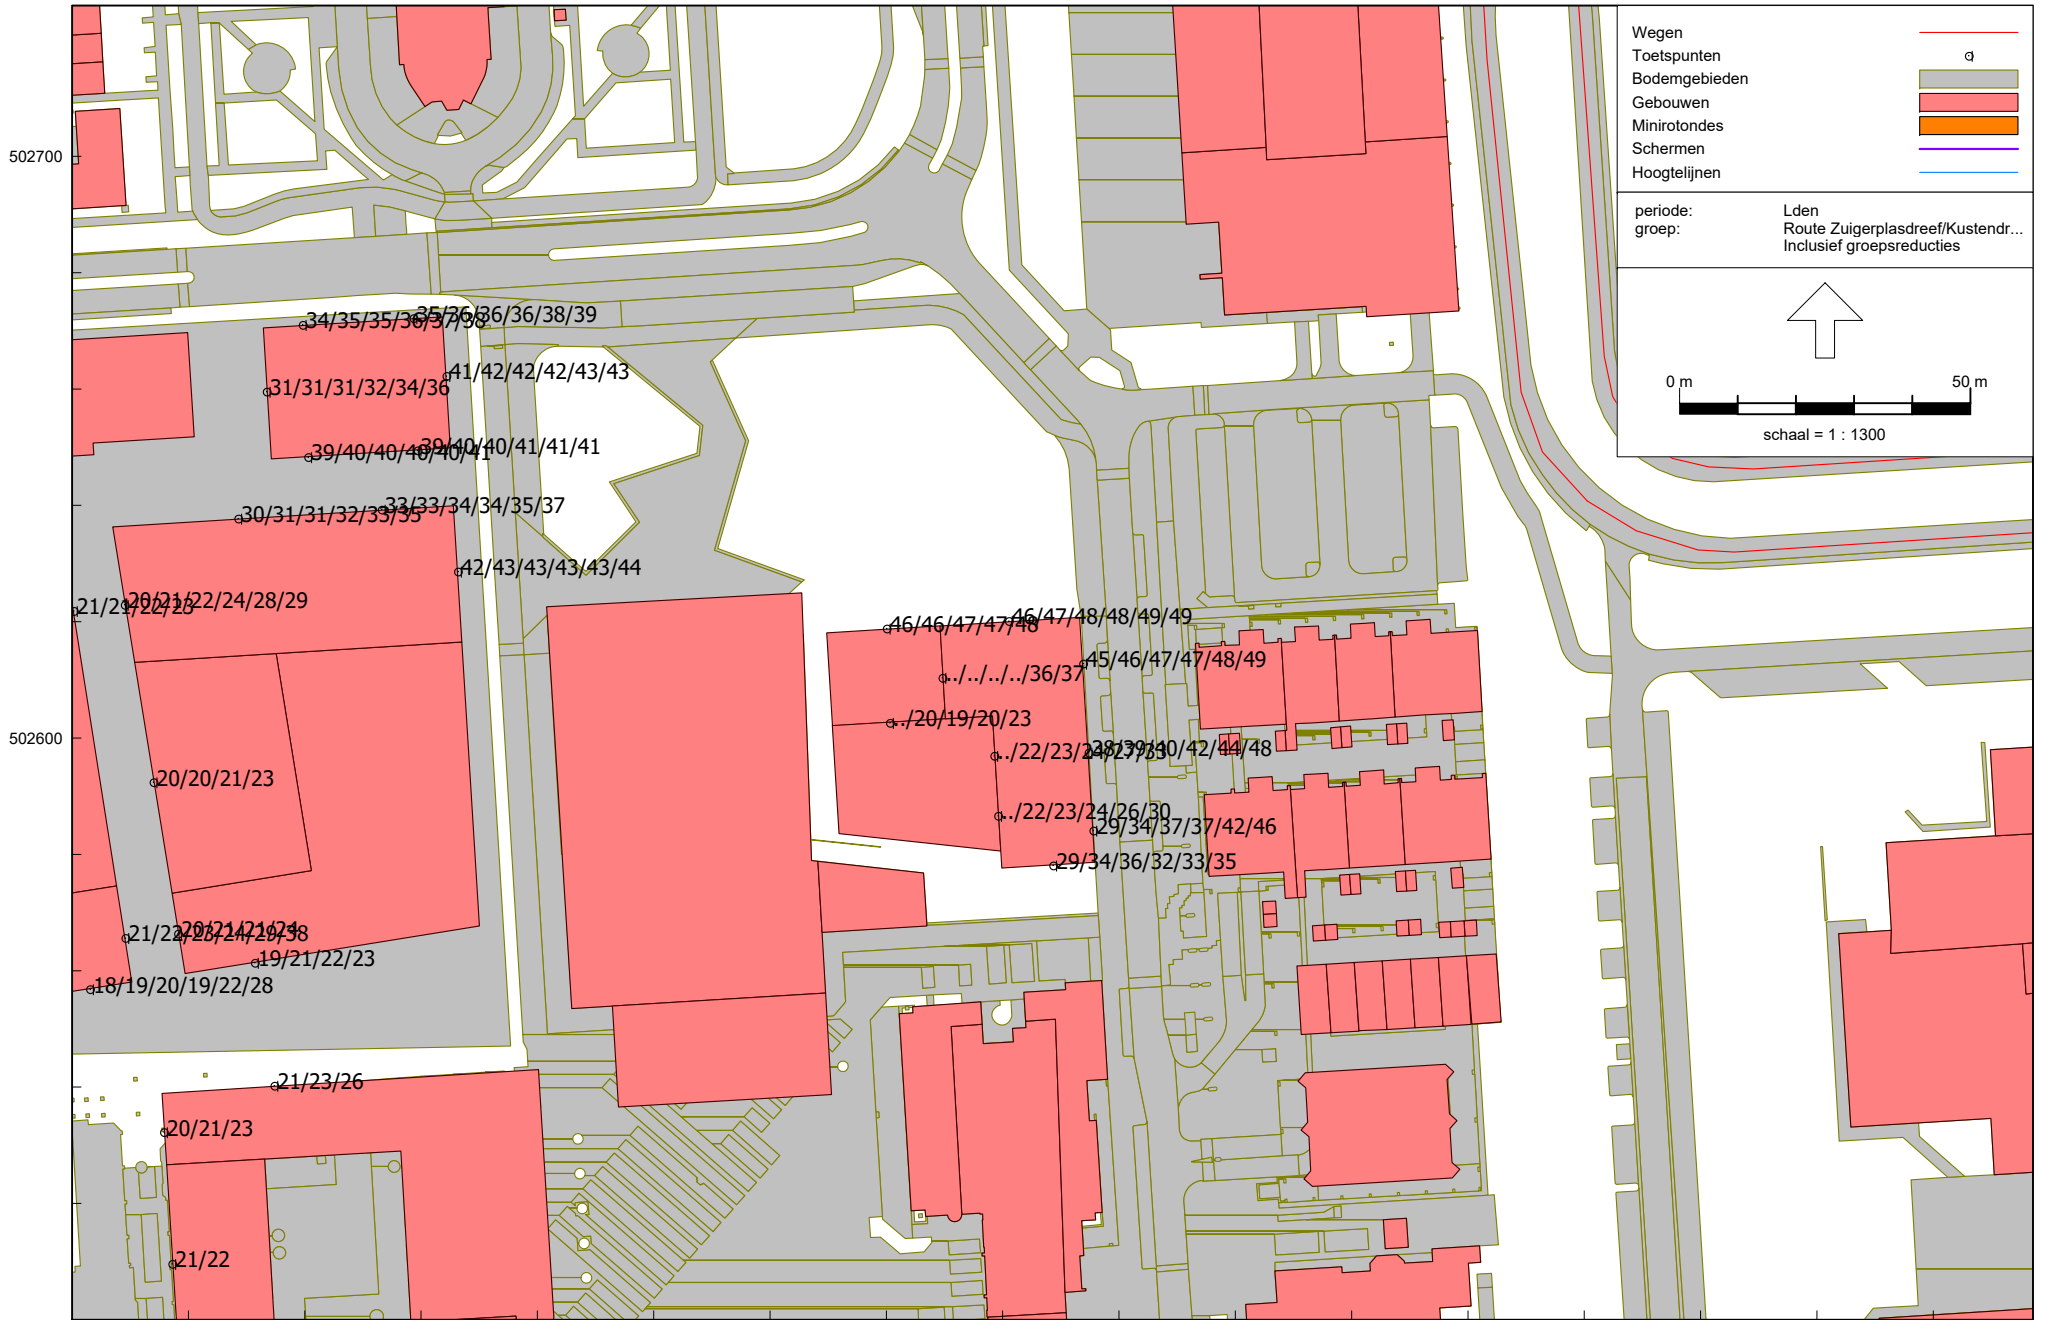 Wegen
Toetspunten
Bodemgebieden
Gebouwen
Minirotondes
Schermen
Hoogtelijnen
periode: Lden
groep: Route Zuigerplasdreef/Kustendr...
Inclusief groepsreducties
0 m 50 m
schaal = 1 : 1300
502700
34/35/35/36/37/38
35/36/36/36/38/39
41/42/42/42/43/43
31/31/31/32/34/36
39/40/40/40/40/41
39/40/40/41/41/41
33/33/34/34/35/37
30/31/31/32/33/35
42/43/43/43/43/44
21/21/22/23
20/21/22/24/28/29
46/46/47/47/48
46/47/48/48/49/49
45/46/47/47/48/49
../../../../36/37
../20/19/20/23
502600
../22/23/24/27/33
38/39/40/42/44/48
20/20/21/23
../22/23/24/26/30
29/34/37/37/42/46
29/34/36/32/33/35
21/22/23/24/29/38
20/21/21/24
19/21/22/23
18/19/20/19/22/28
21/23/26
20/21/23
21/22